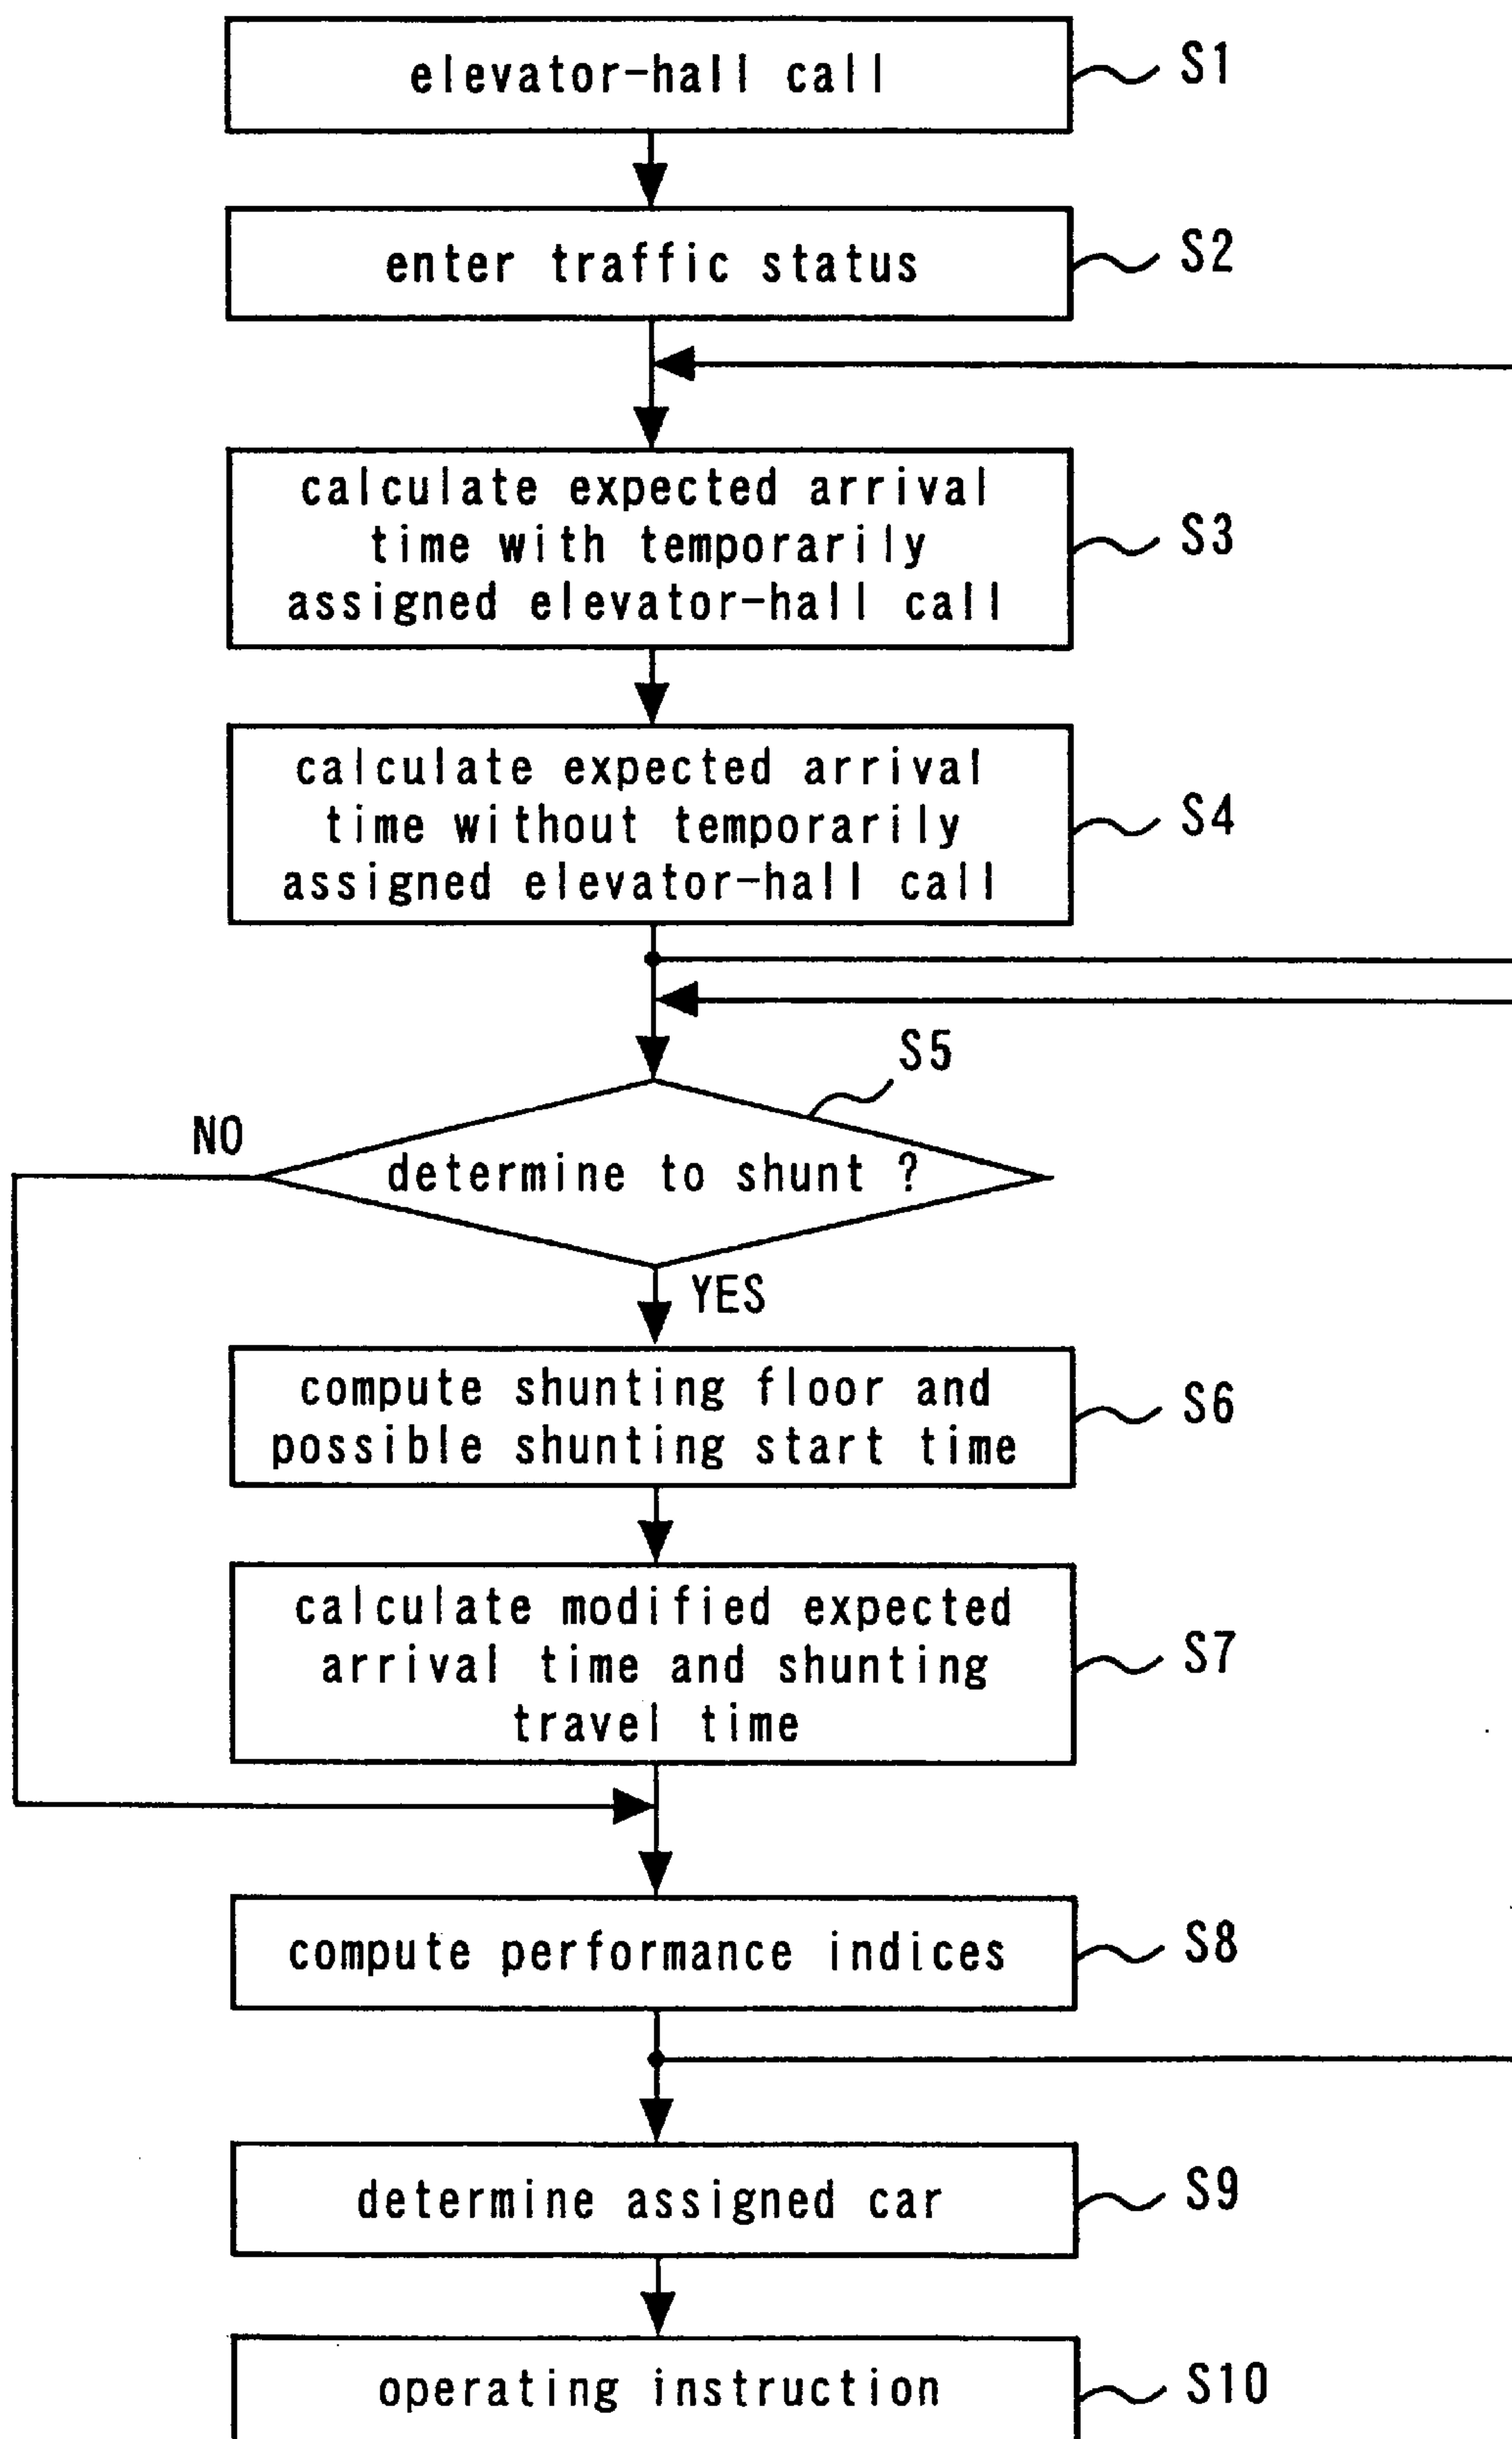 elevator-hall call
S1
enter traffic status
S2
calculate expected arrival
time with temporarily
assigned elevator-hall call
S3
calculate expected arrival
time without temporarily
assigned elevator-hall call
S4
S5
NO
determine to shunt ?
YES
compute shunting floor and
possible shunting start time
S6
calculate modified expected
arrival time and shunting
travel time
S7
compute performance indices
S8
determine assigned car
S9
operating instruction
S10